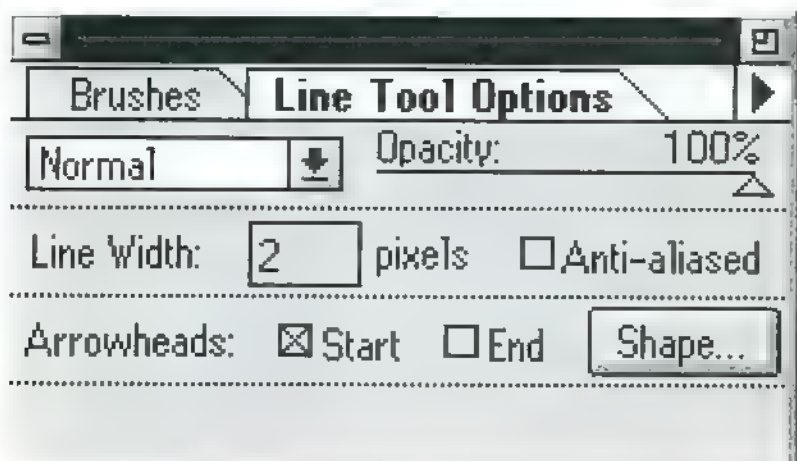 Brushes Line Tool Options
Normal Opacity: 100%
Line Width: 2 pixels Anti-aliased
Arrowheads: Start End Shape...